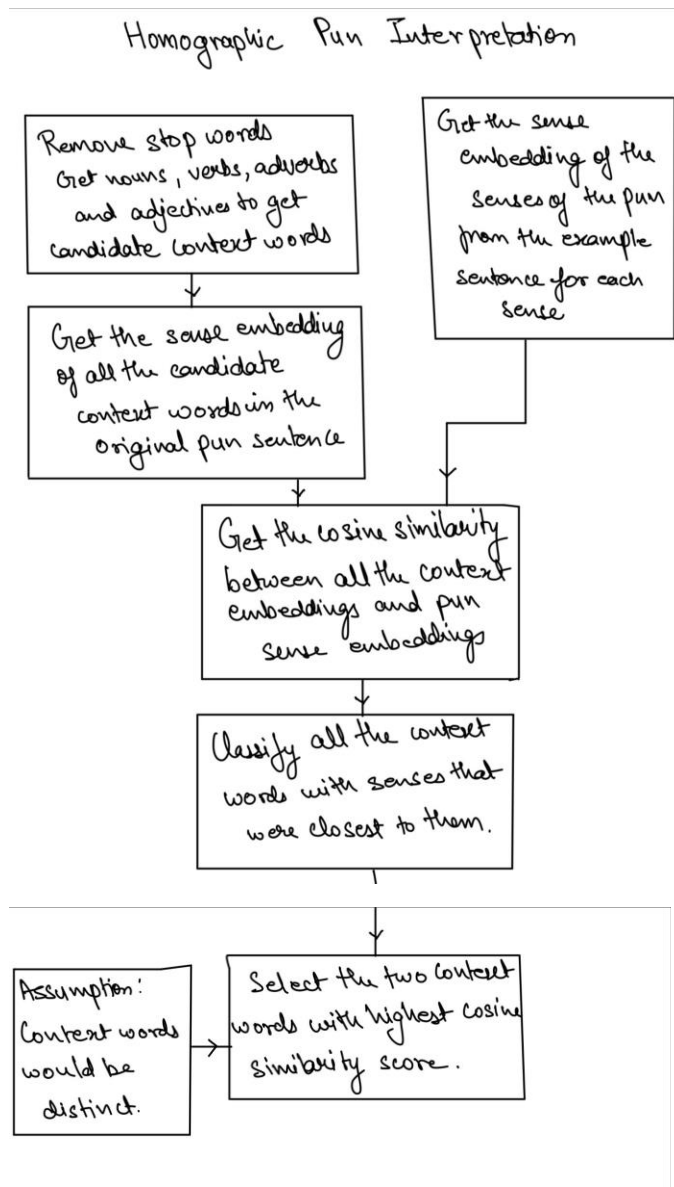 Homographic Pun Interpretation
Remove stop words
Get nouns, verbs, adverbs
and adjectives to get
candidate context words
Get the sense embedding
of all the candidate
context words in the
original pun sentence
Get the sense
embedding of the
senses of the pun
from the example
sentence for each
sense
Get the cosine similarity
between all the context
embeddings and pun
sense embeddings
Classify all the context
words with senses that
were closest to them.
Assumption:
Context words
would be
distinct.
Select the two context
words with highest cosine
similarity score.